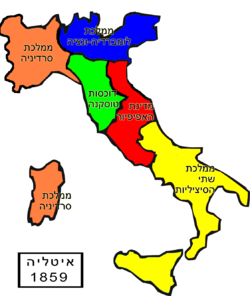 ממלכת
לומברדיה-ונציה
ממלכת
סרדיניה
דוכסות
טוסקנה
מדינת
האפיפיור
ממלכת
שתי
הסיציליות
ממלכת
סרדיניה
איטליה
1859